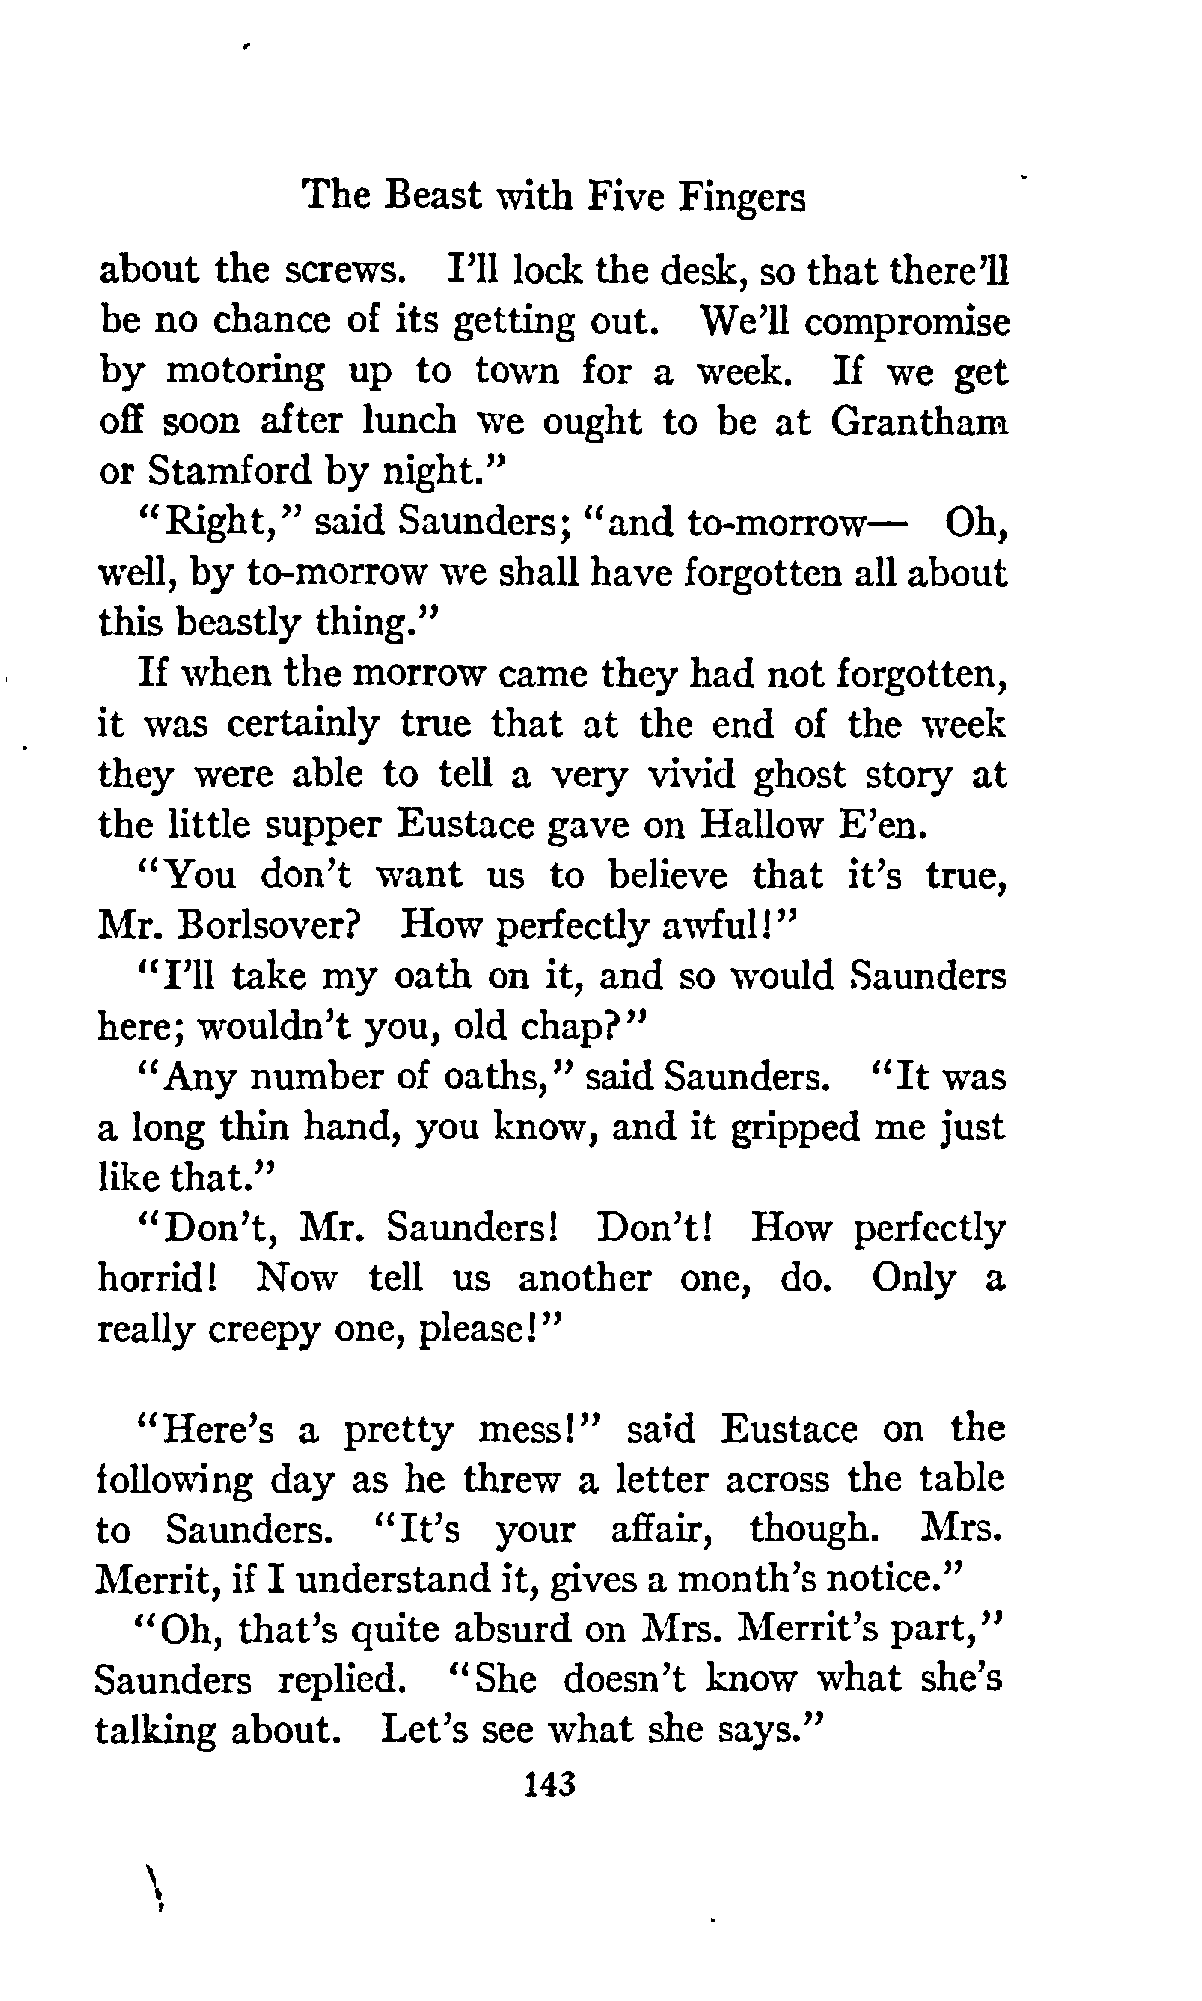 The Beast with Five Fingers
about the screws. I'll lock the desk, so that there'll
be no chance of its getting out. We'll compromise
by motoring up to town for a week. If we get
off soon after lunch we ought to be at Grantham
or Stamford by night."
"Right," said Saunders; "and to-morrow— Oh,
well, by to-morrow we shall have forgotten all about
this beastly thing."
If when the morrow came they had not forgotten,
it was certainly true that at the end of the week
they were able to tell a very vivid ghost story at
the little supper Eustace gave on Hallow E'en.
"You don't want us to believe that it's true,
Mr. Borlsover? How perfectly awful!"
"I'll take my oath on it, and so would Saunders
here; wouldn't you, old chap?"
"Any number of oaths," said Saunders. "It was
a long thin hand, you know, and it gripped me just
like that."
"Don't, Mr. Saunders! Don't! How perfectly
horrid! Now tell us another one, do. Only a
really creepy one, please!"
"Here's a pretty mess!" said Eustace on the
following day as he threw a letter across the table
to Saunders. "It's your affair, though. Mrs.
Merrit, if I understand it, gives a month's notice."
"Oh, that's quite absurd on Mrs. Merrit's part,"
Saunders replied. "She doesn't know what she's
talking about. Let's see what she says."
143